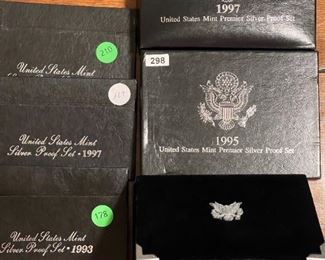 210
United States Mint
117
United States Mint
Silver Proof Set · 1997
178
United States Mint
Silver Proof Set · 1993
1997
United States Mint Premier Silver Proof Set
298
1995
United States Mint Premier Silver Proof Set